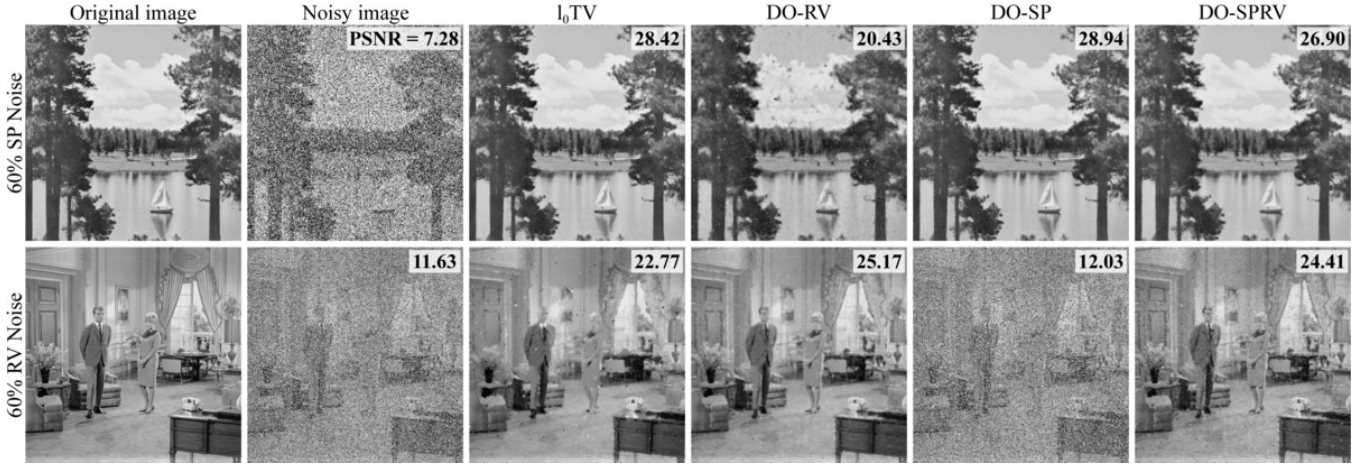 Original image
Noisy image
l₀TV
DO-RV
DO-SP
DO-SPRV
60% SP Noise
PSNR = 7.28
28.42
20.43
28.94
26.90
60% RV Noise
11.63
22.77
25.17
12.03
24.41